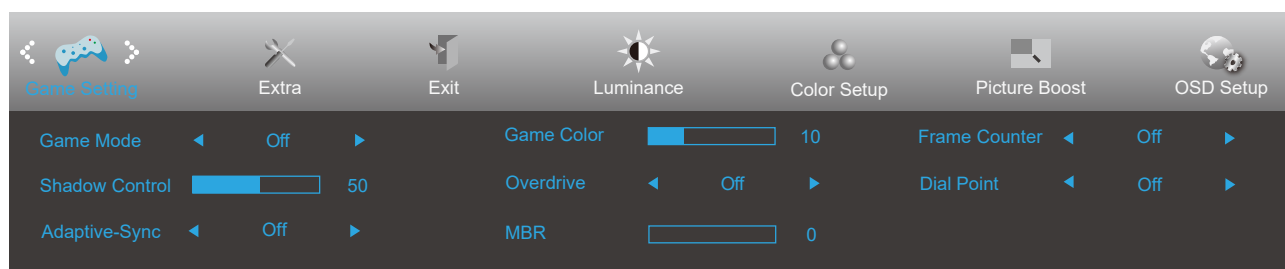 Game Setting Extra Exit Luminance Color Setup Picture Boost OSD Setup
Game Mode Off Game Color 10 Frame Counter Off
Shadow Control 50 Overdrive Off Dial Point Off
Adaptive-Sync Off MBR 0